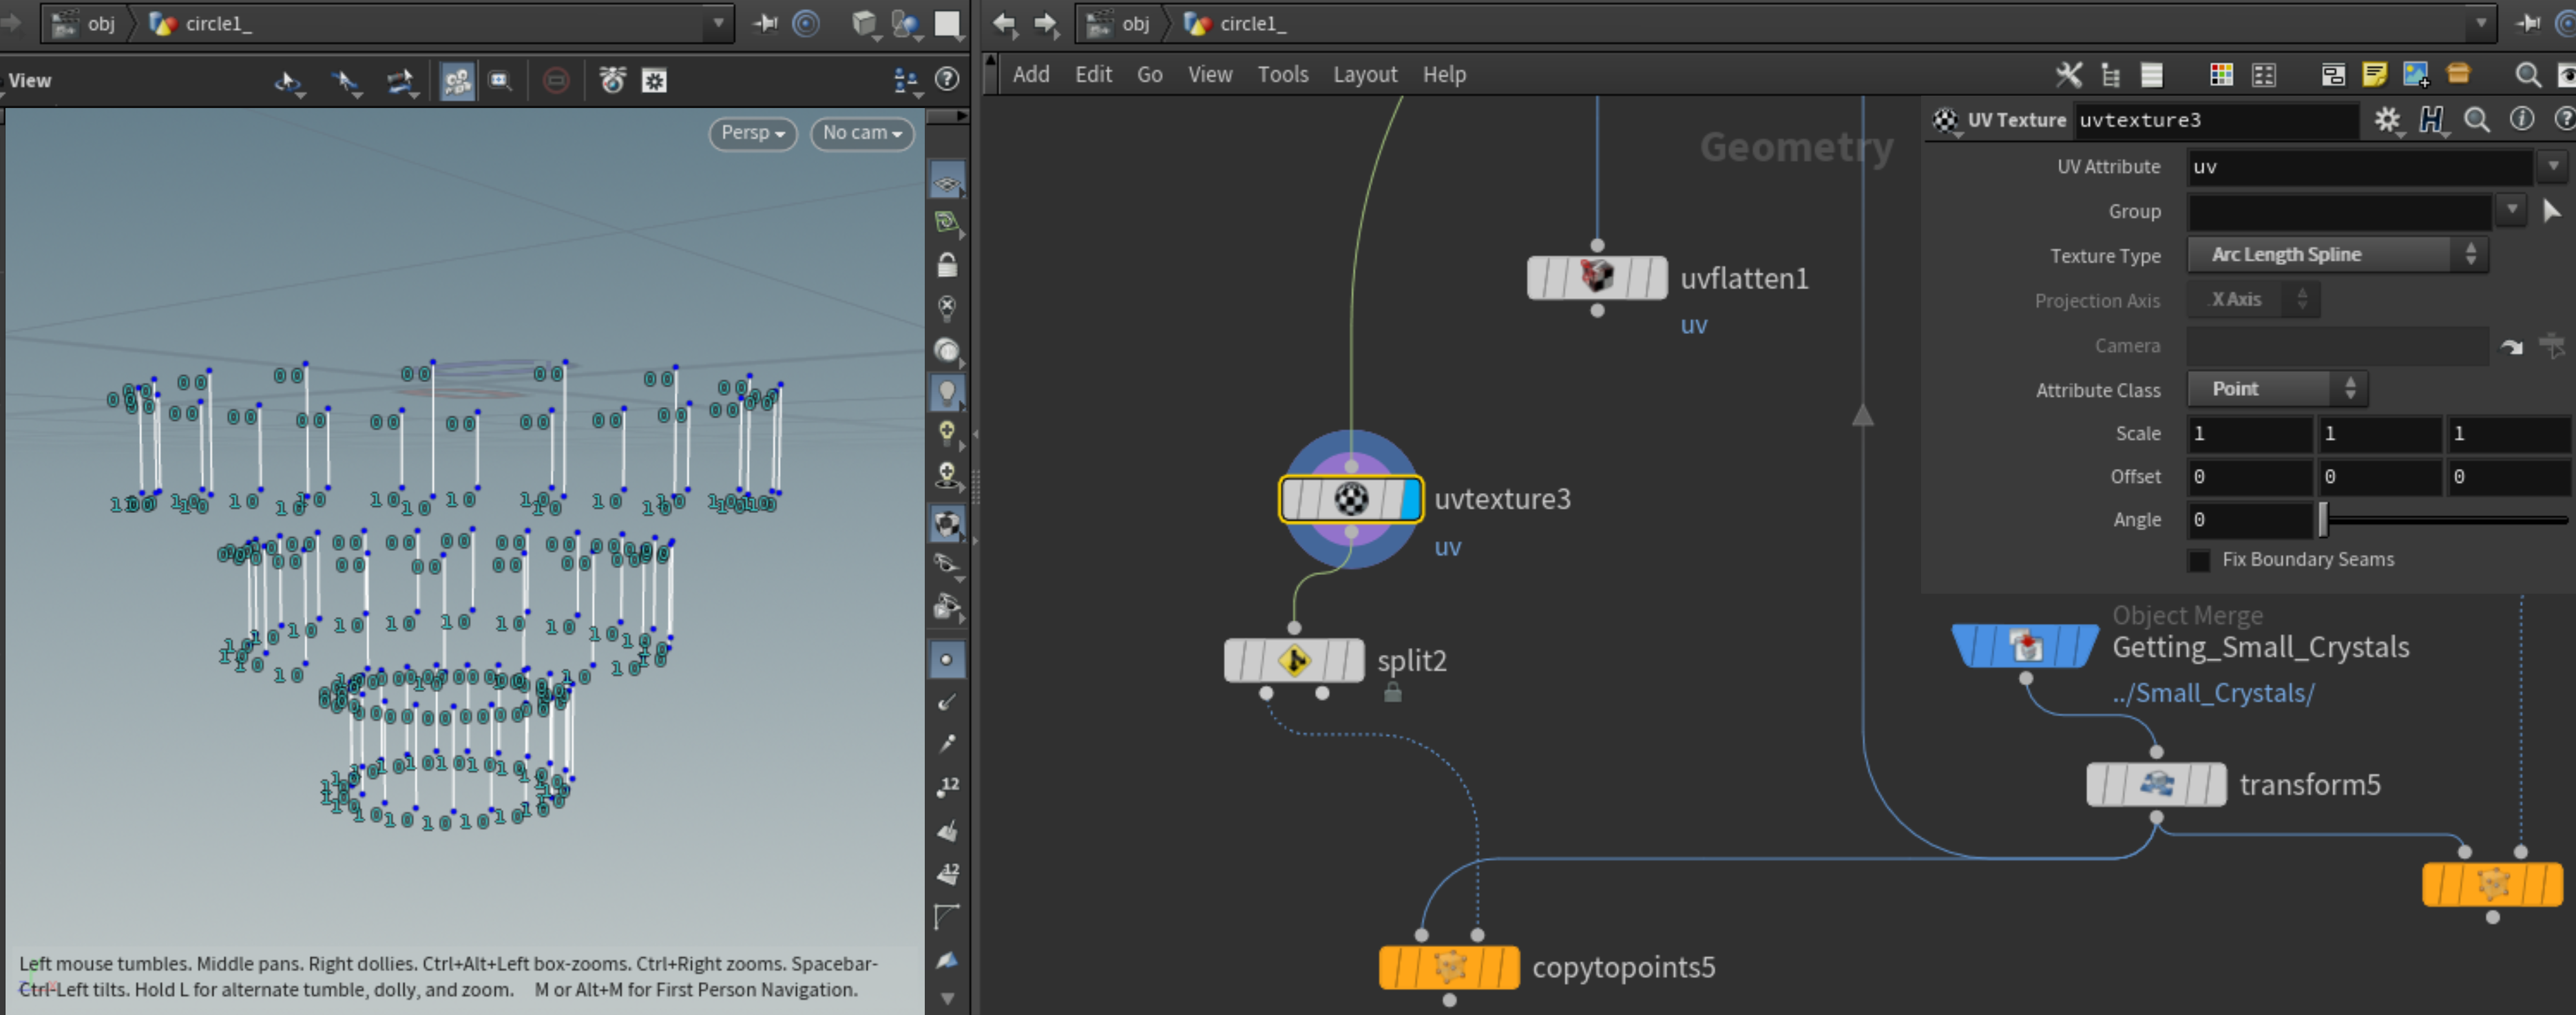 obj circle1_
obj circle1_
View
Add Edit Go View Tools Layout Help
Persp No cam
Geometry
UV Texture uvtexture3
UV Attribute uv
Group
Texture Type Arc Length Spline
Projection Axis X Axis
Camera
Attribute Class Point
Scale 1 1 1
Offset 0 0 0
Angle 0
Fix Boundary Seams
uvflatten1
uv
uvtexture3
uv
split2
Object Merge
Getting_Small_Crystals
../Small_Crystals/
transform5
copytopoints5
12
12
Left mouse tumbles. Middle pans. Right dollies. Ctrl+Alt+Left box-zooms. Ctrl+Right zooms. Spacebar-
Ctrl-Left tilts. Hold L for alternate tumble, dolly, and zoom. M or Alt+M for First Person Navigation.